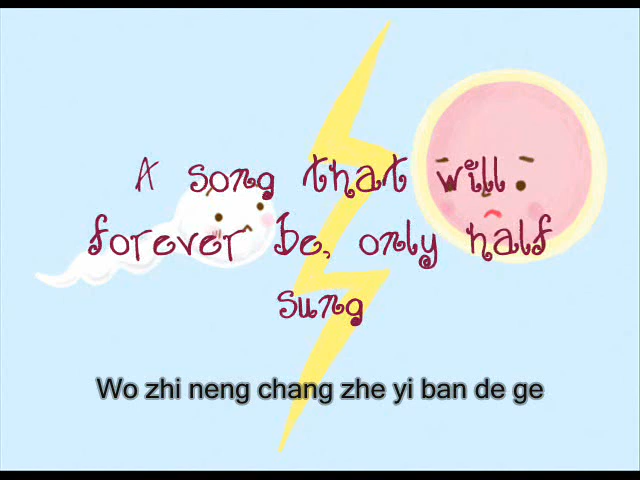 A song that will
forever be, only half
sung
Wo zhi neng chang zhe yi ban de ge